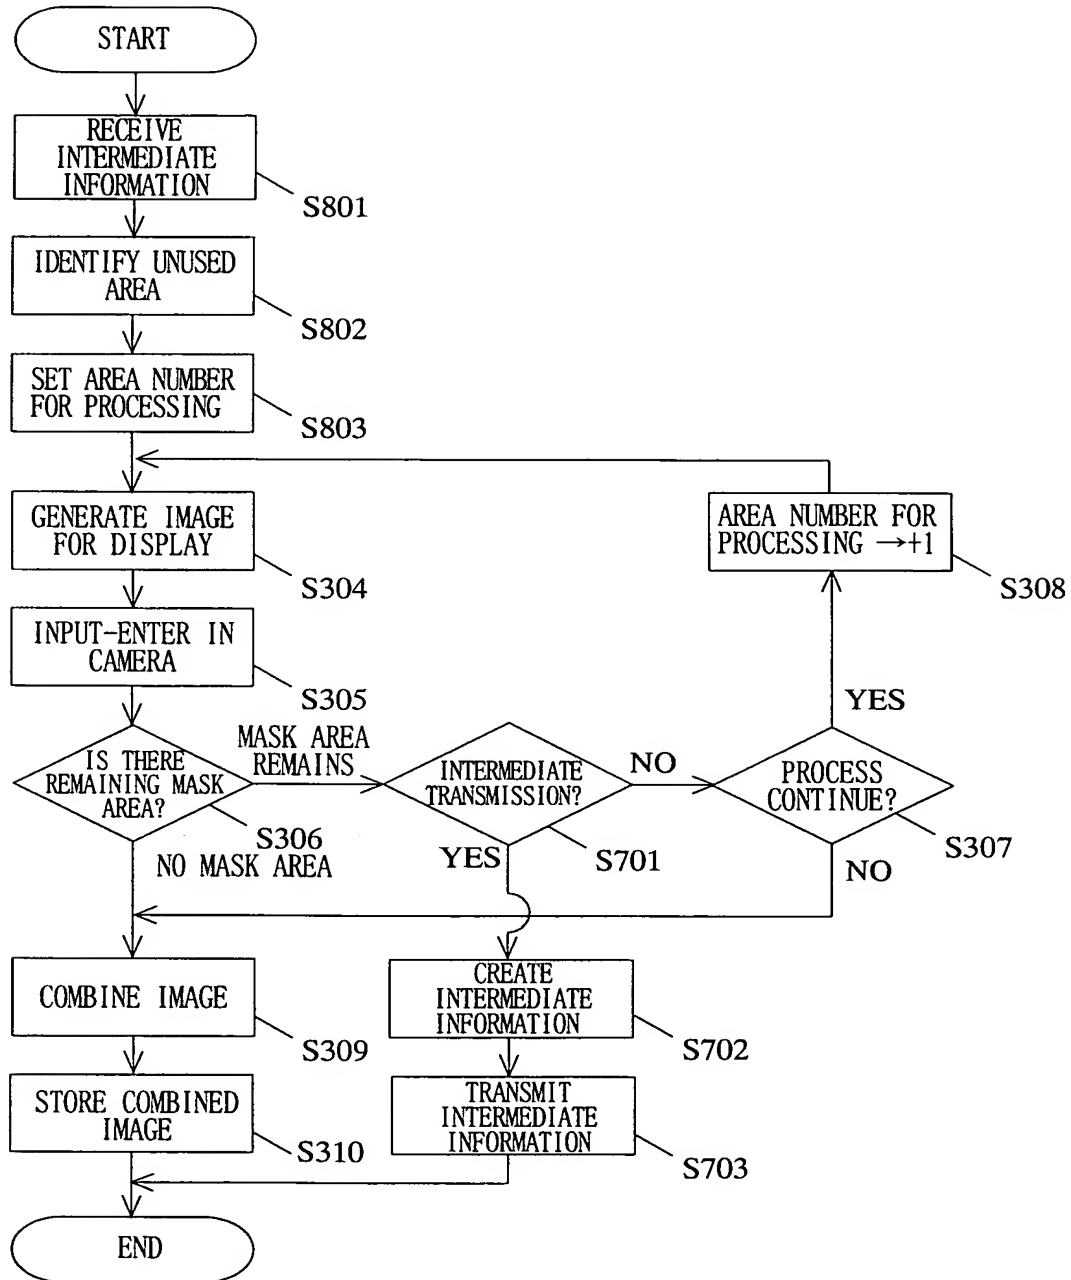 START
RECEIVE
INTERMEDIATE
INFORMATION
S801
IDENTIFY UNUSED
AREA
S802
SET AREA NUMBER
FOR PROCESSING
S803
GENERATE IMAGE
FOR DISPLAY
S304
AREA NUMBER FOR
PROCESSING →+1
S308
INPUT-ENTER IN
CAMERA
S305
YES
IS THERE
REMAINING MASK
AREA?
S306
MASK AREA
REMAINS
INTERMEDIATE
TRANSMISSION?
S701
NO
PROCESS
CONTINUE?
S307
NO MASK AREA
YES
NO
COMBINE IMAGE
S309
CREATE
INTERMEDIATE
INFORMATION
S702
STORE COMBINED
IMAGE
S310
TRANSMIT
INTERMEDIATE
INFORMATION
S703
END